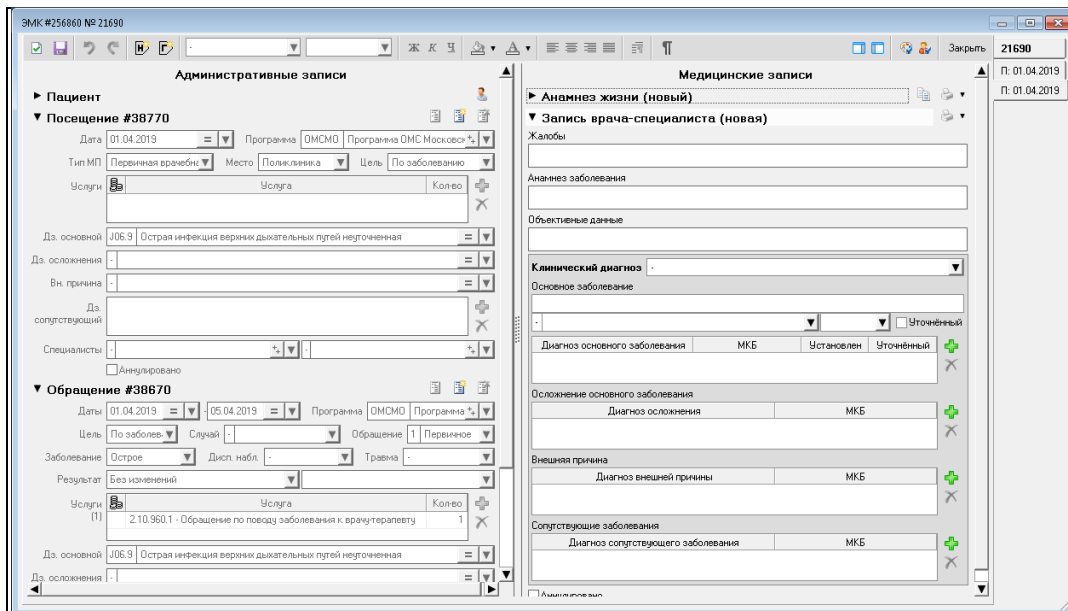 ЭМК #256860 № 21690
Ж К Ч А ¶ Закрыть
21690
П: 01.04.2019
П: 01.04.2019
Административные записи
Пациент
Посещение #38770
Дата 01.04.2019 = Программа ОМСМО Программа ОМС Московск
Тип МП Первичная врачебна Место Поликлиника Цель По заболеванию
Услуги Услуга Кол-во
Дз. основной J06.9 Острая инфекция верхних дыхательных путей неуточненная =
Дз. осложнения - =
Вн. причина - =
Дз. сопутствующий
Специалисты - -
Аннулировано
Обращение #38670
Даты 01.04.2019 = - 05.04.2019 = Программа ОМСМО Программа
Цель По заболев. Случай - Обращение 1 Первичное
Заболевание Острое Дисп. набл. - Травма -
Результат Без изменений
Услуги (1) Услуга Кол-во
2.10.960.1 - Обращение по поводу заболевания к врачу-терапевту 1
Дз. основной J06.9 Острая инфекция верхних дыхательных путей неуточненная =
Дз. осложнения - =
Медицинские записи
Анамнез жизни (новый)
Запись врача-специалиста (новая)
Жалобы
Анамнез заболевания
Объективные данные
Клинический диагноз -
Основное заболевание
- Уточнённый
Диагноз основного заболевания МКБ Установлен Уточнённый
Осложнение основного заболевания
Диагноз осложнения МКБ
Внешняя причина
Диагноз внешней причины МКБ
Сопутствующие заболевания
Диагноз сопутствующего заболевания МКБ
Аннулировано